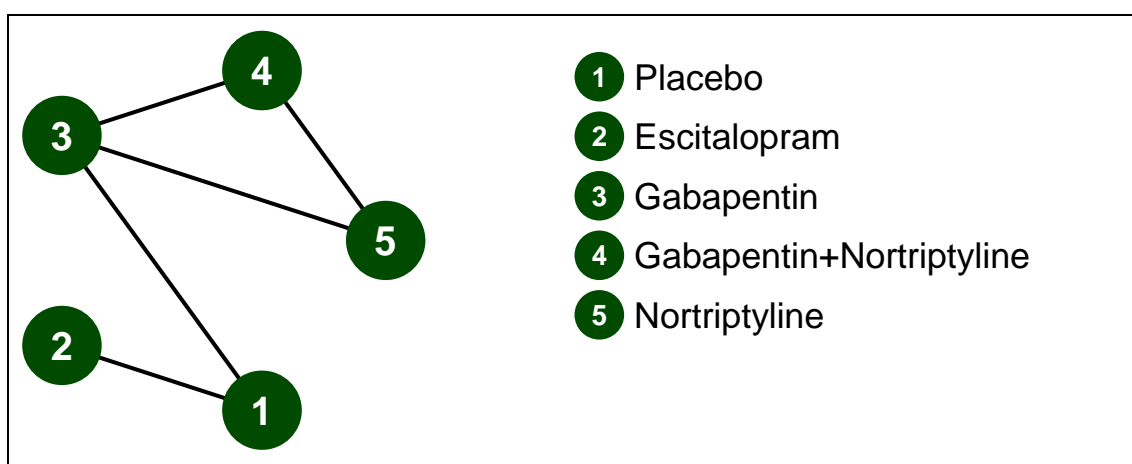 4
3
5
2
1
1 Placebo
2 Escitalopram
3 Gabapentin
4 Gabapentin+Nortriptyline
5 Nortriptyline